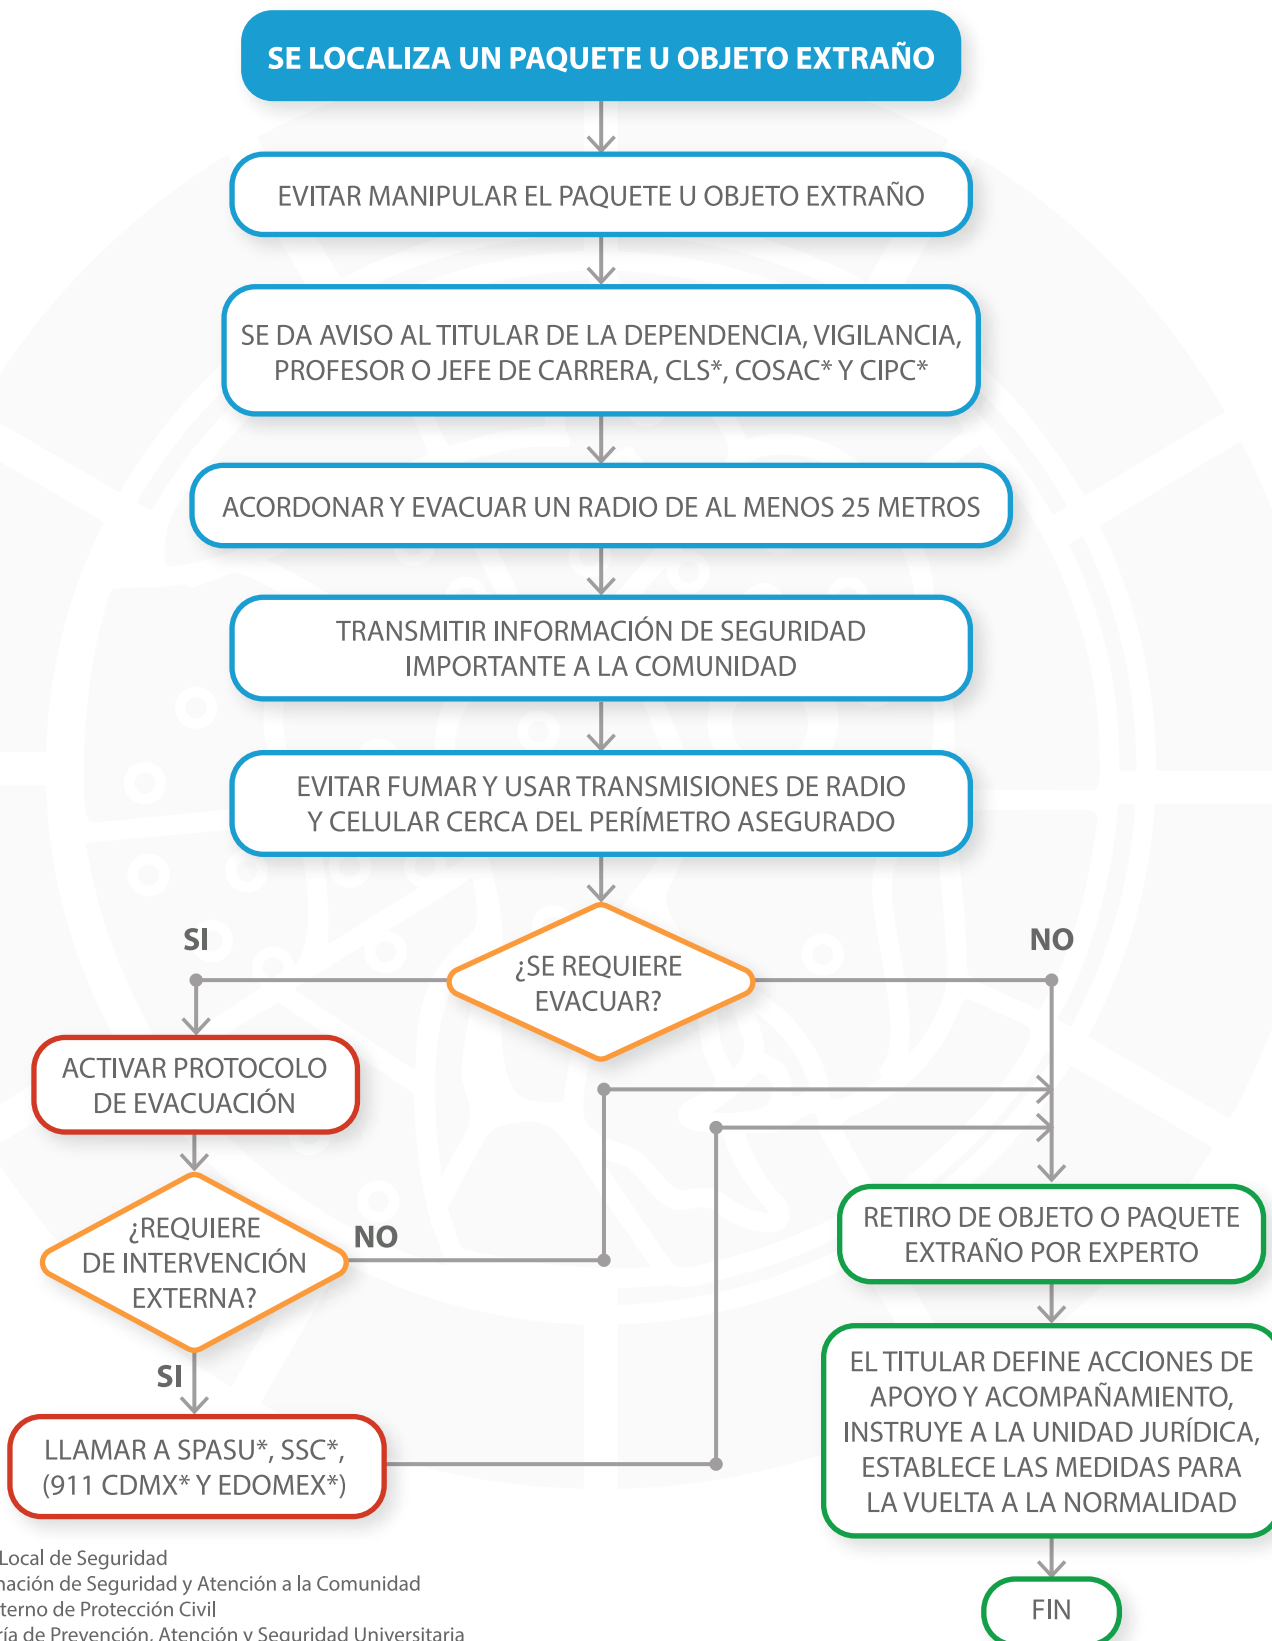 SE LOCALIZA UN PAQUETE U OBJETO EXTRAÑO
EVITAR MANIPULAR EL PAQUETE U OBJETO EXTRAÑO
SE DA AVISO AL TITULAR DE LA DEPENDENCIA, VIGILANCIA,
PROFESOR O JEFE DE CARRERA, CLS*, COSAC* Y CIPC*
ACORDONAR Y EVACUAR UN RADIO DE AL MENOS 25 METROS
TRANSMITIR INFORMACIÓN DE SEGURIDAD
IMPORTANTE A LA COMUNIDAD
EVITAR FUMAR Y USAR TRANSMISIONES DE RADIO
Y CELULAR CERCA DEL PERÍMETRO ASEGURADO
¿SE REQUIERE
EVACUAR?
SI
NO
ACTIVAR PROTOCOLO
DE EVACUACIÓN
¿REQUIERE
DE INTERVENCIÓN
EXTERNA?
NO
SI
LLAMAR A SPASU*, SSC*,
(911 CDMX* Y EDOMEX*)
RETIRO DE OBJETO O PAQUETE
EXTRAÑO POR EXPERTO
EL TITULAR DEFINE ACCIONES DE
APOYO Y ACOMPAÑAMIENTO,
INSTRUYE A LA UNIDAD JURÍDICA,
ESTABLECE LAS MEDIDAS PARA
LA VUELTA A LA NORMALIDAD
FIN
Local de Seguridad
nación de Seguridad y Atención a la Comunidad
terno de Protección Civil
ría de Prevención, Atención y Seguridad Universitaria